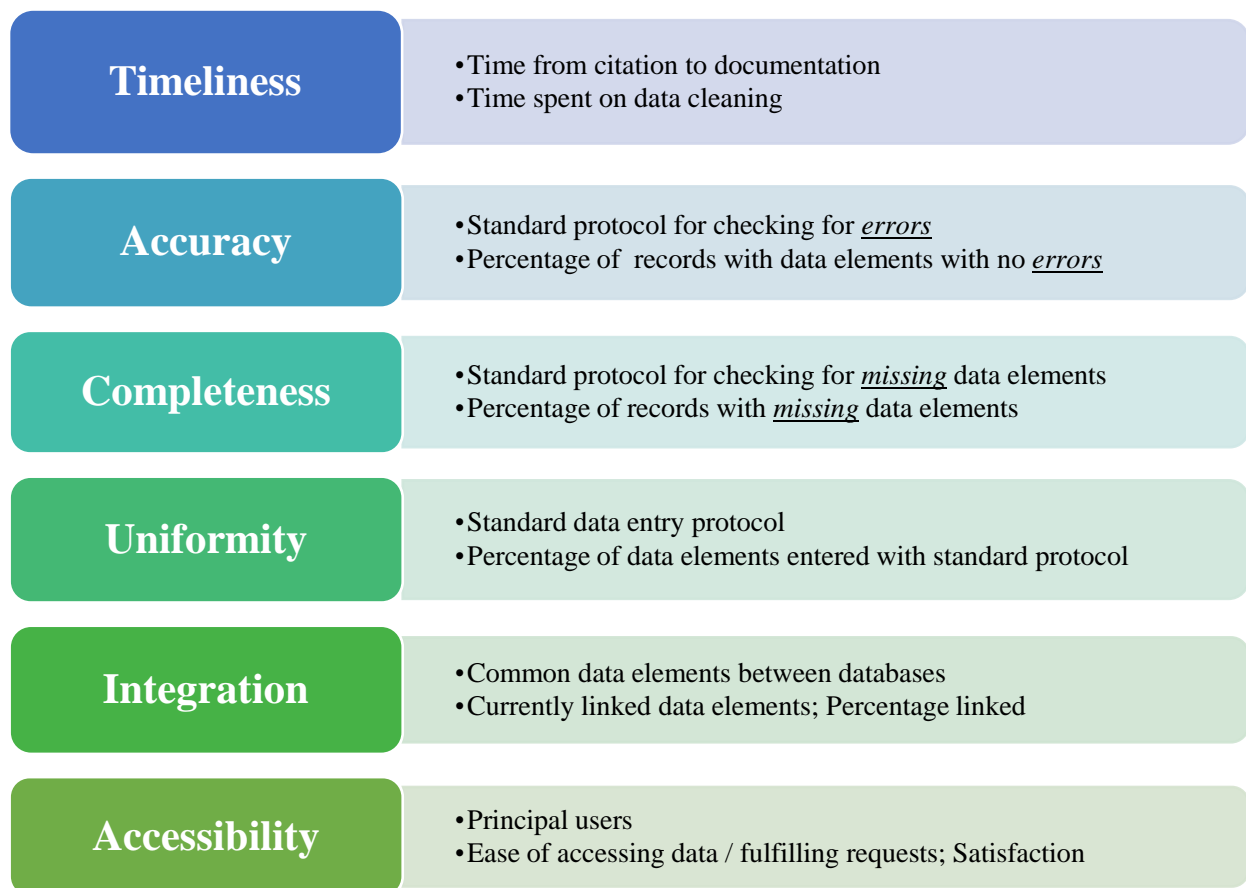 Timeliness
•Time from citation to documentation
•Time spent on data cleaning
Accuracy
•Standard protocol for checking for errors
•Percentage of  records with data elements with no errors
Completeness
•Standard protocol for checking for missing data elements
•Percentage of records with missing data elements
Uniformity
•Standard data entry protocol
•Percentage of data elements entered with standard protocol
Integration
•Common data elements between databases
•Currently linked data elements; Percentage linked
Accessibility
•Principal users
•Ease of accessing data / fulfilling requests; Satisfaction